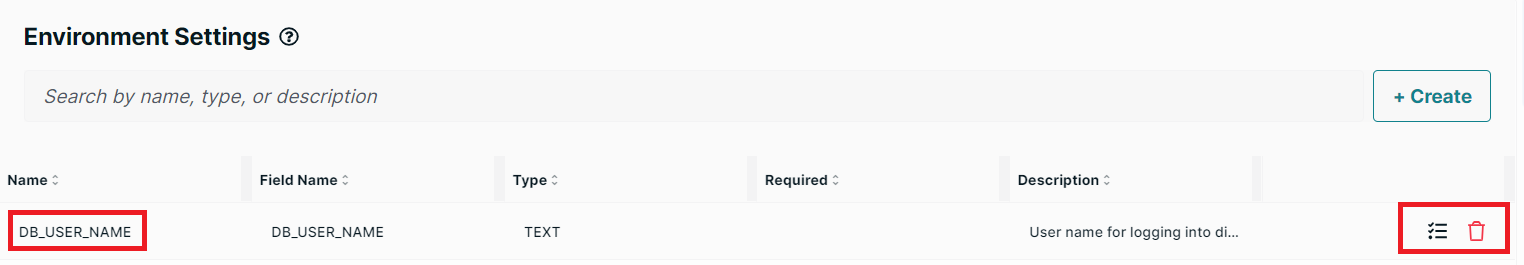 Environment Settings
Search by name, type, or description
+ Create
Name Field Name Type Required Description
DB_USER_NAME DB_USER_NAME TEXT User name for logging into di...